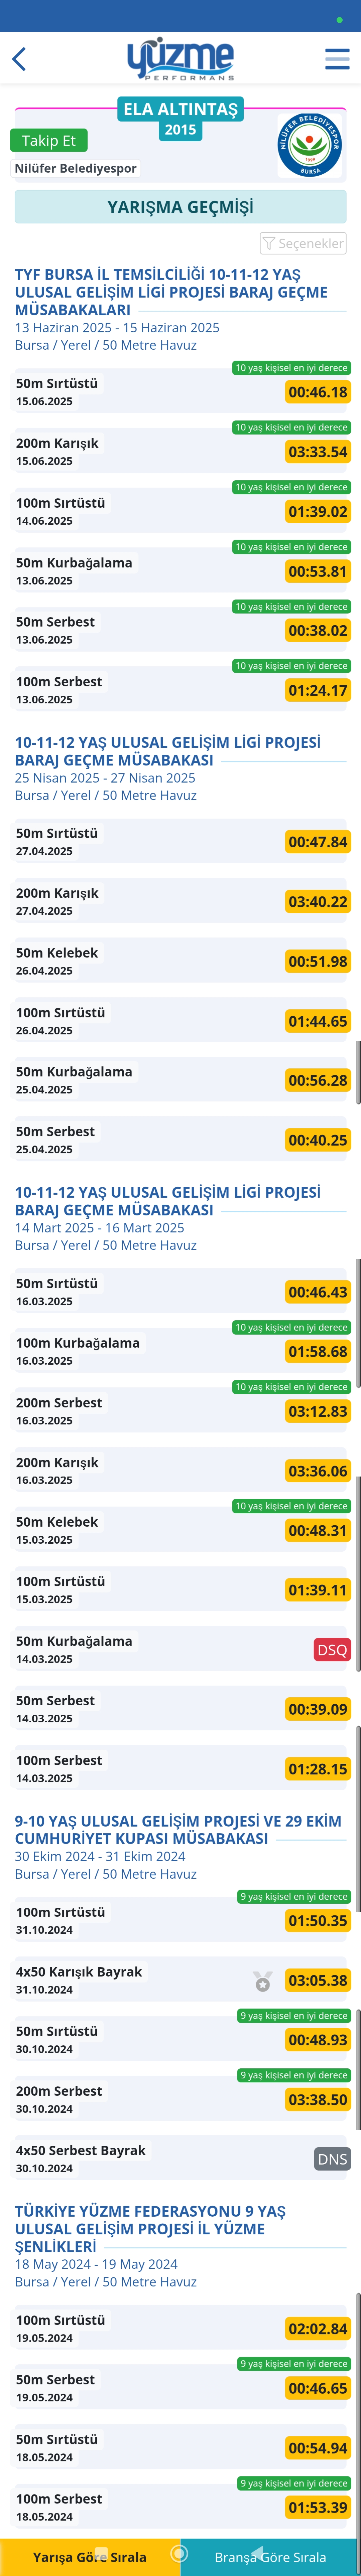 yüzme
PERFORMANS
ELA ALTINTAŞ
2015
Takip Et
Nilüfer Belediyespor
NİLÜFER BELEDİYESPOR
BURSA
YARIŞMA GEÇMİŞİ
Seçenekler
TYF BURSA İL TEMSİLCİLİĞİ 10-11-12 YAŞ
ULUSAL GELİŞİM LİGİ PROJESİ BARAJ GEÇME
MÜSABAKALARI
13 Haziran 2025 - 15 Haziran 2025
Bursa / Yerel / 50 Metre Havuz
10 yaş kişisel en iyi derece
50m Sırtüstü
00:46.18
15.06.2025
10 yaş kişisel en iyi derece
200m Karışık
03:33.54
15.06.2025
10 yaş kişisel en iyi derece
100m Sırtüstü
01:39.02
14.06.2025
10 yaş kişisel en iyi derece
50m Kurbağalama
00:53.81
13.06.2025
10 yaş kişisel en iyi derece
50m Serbest
00:38.02
13.06.2025
10 yaş kişisel en iyi derece
100m Serbest
01:24.17
13.06.2025
10-11-12 YAŞ ULUSAL GELİŞİM LİGİ PROJESİ
BARAJ GEÇME MÜSABAKASI
25 Nisan 2025 - 27 Nisan 2025
Bursa / Yerel / 50 Metre Havuz
50m Sırtüstü
00:47.84
27.04.2025
200m Karışık
03:40.22
27.04.2025
50m Kelebek
00:51.98
26.04.2025
100m Sırtüstü
01:44.65
26.04.2025
50m Kurbağalama
00:56.28
25.04.2025
50m Serbest
00:40.25
25.04.2025
10-11-12 YAŞ ULUSAL GELİŞİM LİGİ PROJESİ
BARAJ GEÇME MÜSABAKASI
14 Mart 2025 - 16 Mart 2025
Bursa / Yerel / 50 Metre Havuz
50m Sırtüstü
00:46.43
16.03.2025
10 yaş kişisel en iyi derece
100m Kurbağalama
01:58.68
16.03.2025
10 yaş kişisel en iyi derece
200m Serbest
03:12.83
16.03.2025
200m Karışık
03:36.06
16.03.2025
10 yaş kişisel en iyi derece
50m Kelebek
00:48.31
15.03.2025
100m Sırtüstü
01:39.11
15.03.2025
50m Kurbağalama
DSQ
14.03.2025
50m Serbest
00:39.09
14.03.2025
100m Serbest
01:28.15
14.03.2025
9-10 YAŞ ULUSAL GELİŞİM PROJESİ VE 29 EKİM
CUMHURİYET KUPASI MÜSABAKASI
30 Ekim 2024 - 31 Ekim 2024
Bursa / Yerel / 50 Metre Havuz
9 yaş kişisel en iyi derece
100m Sırtüstü
01:50.35
31.10.2024
4x50 Karışık Bayrak
03:05.38
31.10.2024
9 yaş kişisel en iyi derece
50m Sırtüstü
00:48.93
30.10.2024
9 yaş kişisel en iyi derece
200m Serbest
03:38.50
30.10.2024
4x50 Serbest Bayrak
DNS
30.10.2024
TÜRKİYE YÜZME FEDERASYONU 9 YAŞ
ULUSAL GELİŞİM PROJESİ İL YÜZME
ŞENLİKLERİ
18 May 2024 - 19 May 2024
Bursa / Yerel / 50 Metre Havuz
100m Sırtüstü
02:02.84
19.05.2024
9 yaş kişisel en iyi derece
50m Serbest
00:46.65
19.05.2024
50m Sırtüstü
00:54.94
18.05.2024
9 yaş kişisel en iyi derece
100m Serbest
01:53.39
18.05.2024
Yarışa Göre Sırala
Branşa Göre Sırala